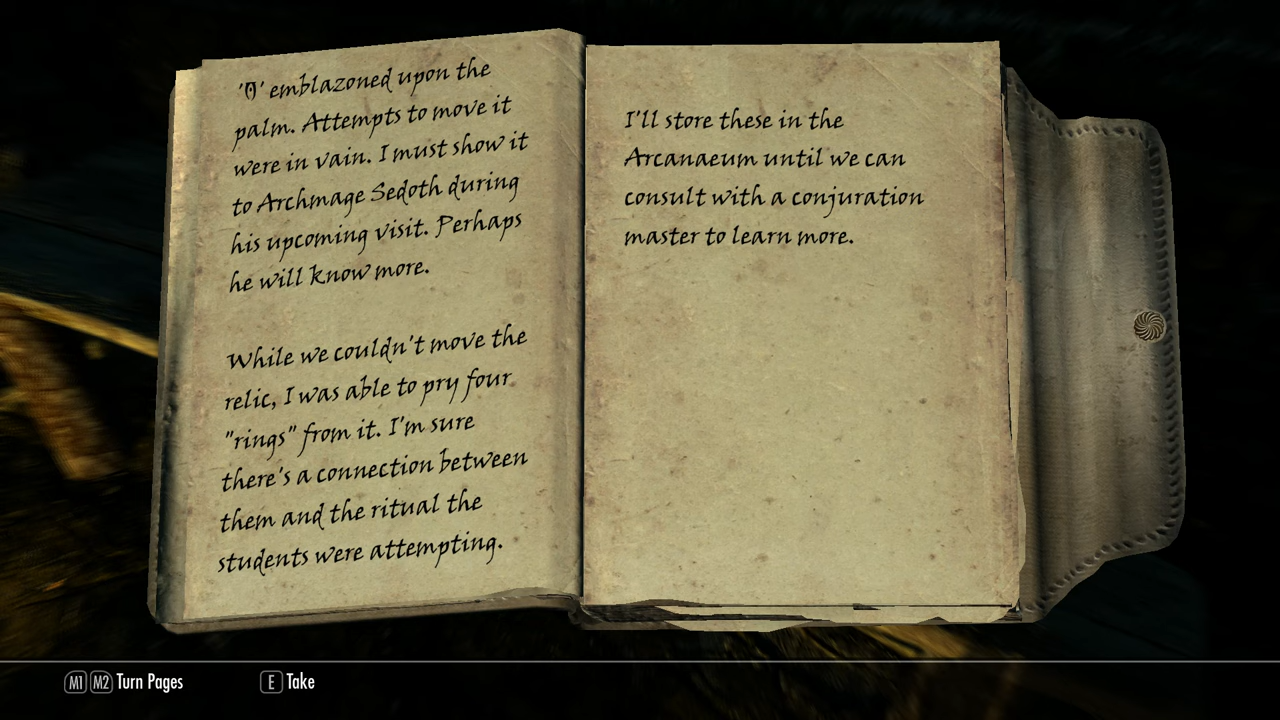 'O' emblazoned upon the
palm. Attempts to move it
were in vain. I must show it
to Archmage Sedoth during
his upcoming visit. Perhaps
he will know more.
While we couldn't move the
relic, I was able to pry four
"rings" from it. I'm sure
there's a connection between
them and the ritual the
students were attempting.
I'll store these in the
Arcanaeum until we can
consult with a conjuration
master to learn more.
M1 M2 Turn Pages
E Take